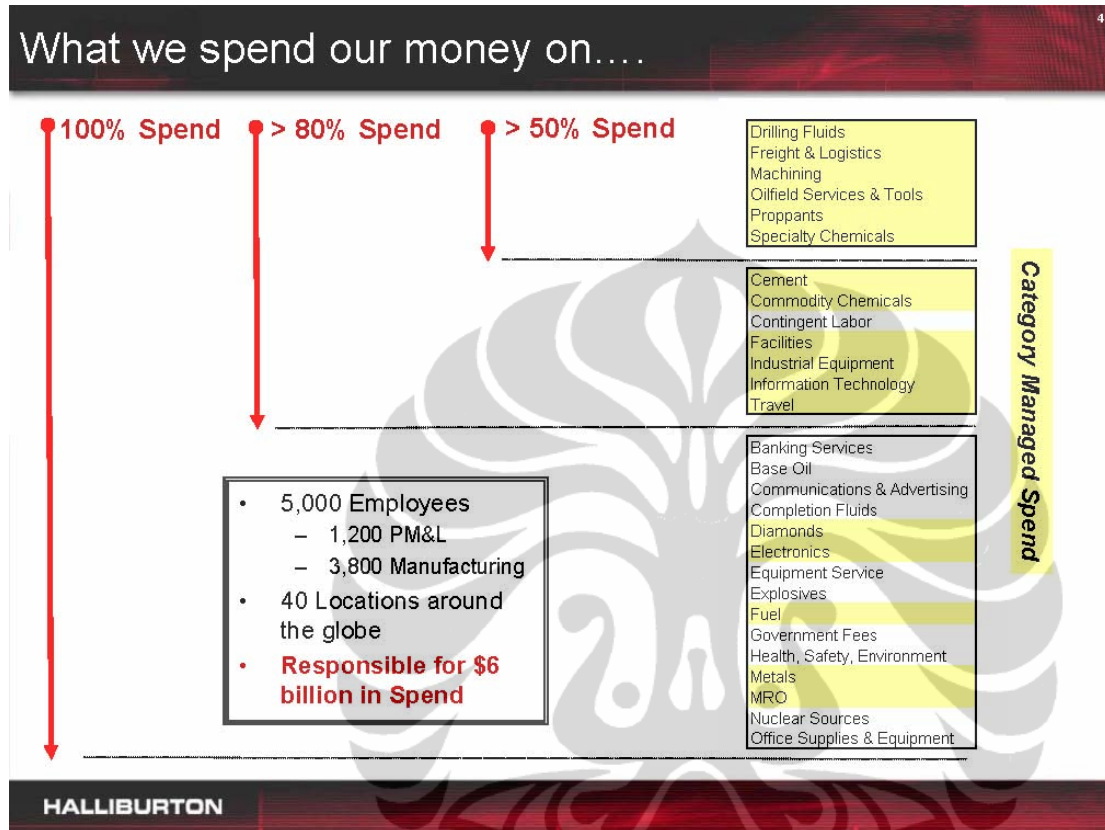 4
What we spend our money on....
100% Spend
> 80% Spend
> 50% Spend
Drilling Fluids
Freight & Logistics
Machining
Oilfield Services & Tools
Proppants
Specialty Chemicals
Cement
Commodity Chemicals
Contingent Labor
Facilities
Industrial Equipment
Information Technology
Travel
Category Managed Spend
Banking Services
Base Oil
Communications & Advertising
Completion Fluids
Diamonds
Electronics
Equipment Service
Explosives
Fuel
Government Fees
Health, Safety, Environment
Metals
MRO
Nuclear Sources
Office Supplies & Equipment
• 5,000 Employees
– 1,200 PM&L
– 3,800 Manufacturing
• 40 Locations around
the globe
• Responsible for $6
billion in Spend
HALLIBURTON